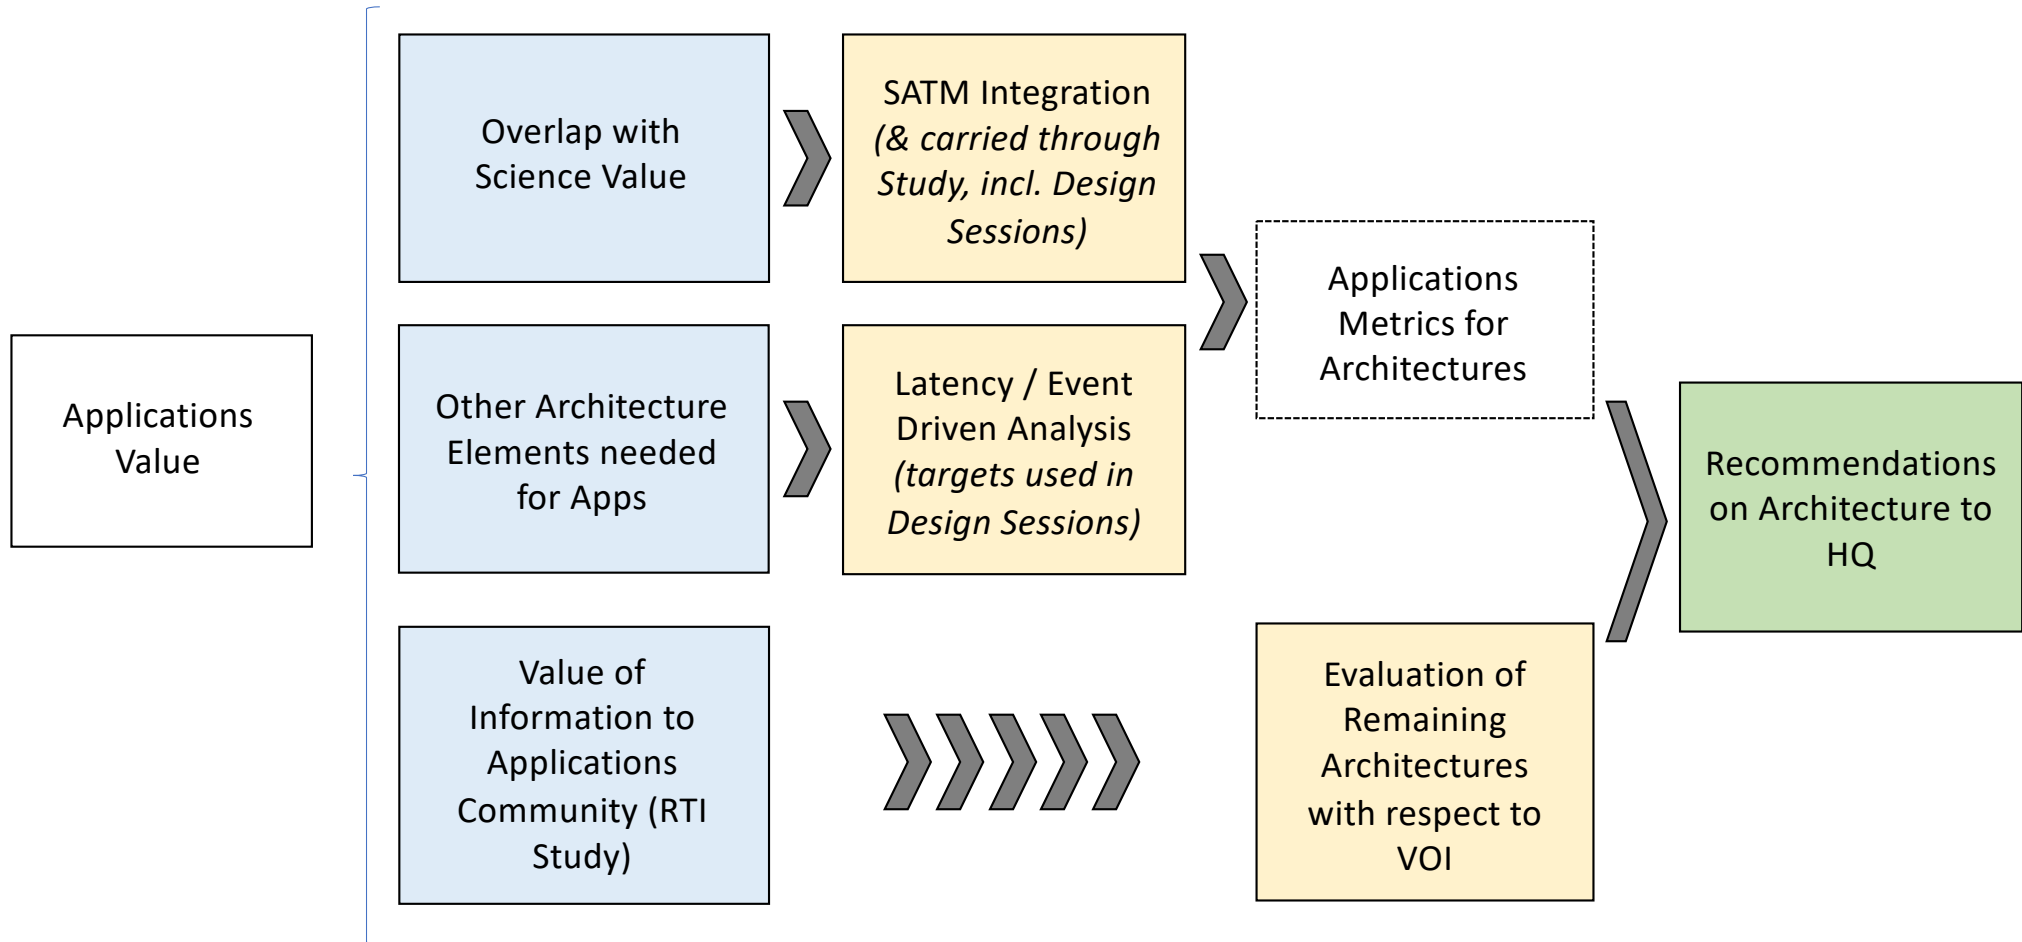 Applications
Value
Overlap with
Science Value
SATM Integration
(& carried through
Study, incl. Design
Sessions)
Other Architecture
Elements needed
for Apps
Latency / Event
Driven Analysis
(targets used in
Design Sessions)
Value of
Information to
Applications
Community (RTI
Study)
Applications
Metrics for
Architectures
Evaluation of
Remaining
Architectures
with respect to
VOI
Recommendations
on Architecture to
HQ